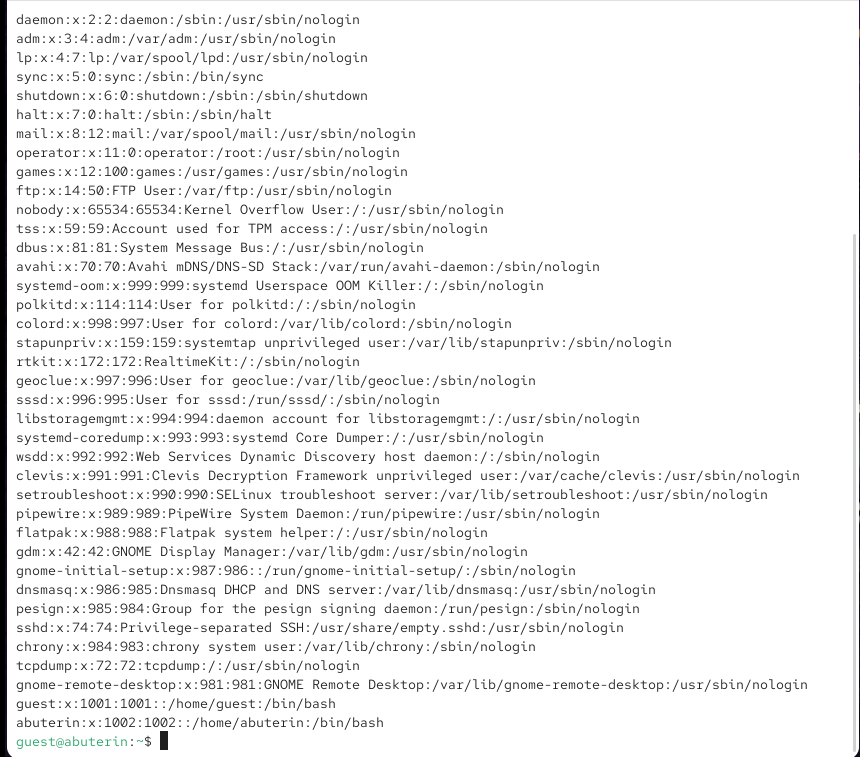 daemon:x:2:2:daemon:/sbin:/usr/sbin/nologin
adm:x:3:4:adm:/var/adm:/usr/sbin/nologin
lp:x:4:7:lp:/var/spool/lpd:/usr/sbin/nologin
sync:x:5:0:sync:/sbin:/bin/sync
shutdown:x:6:0:shutdown:/sbin:/sbin/shutdown
halt:x:7:0:halt:/sbin:/sbin/halt
mail:x:8:12:mail:/var/spool/mail:/usr/sbin/nologin
operator:x:11:0:operator:/root:/usr/sbin/nologin
games:x:12:100:games:/usr/games:/usr/sbin/nologin
ftp:x:14:50:FTP User:/var/ftp:/usr/sbin/nologin
nobody:x:65534:65534:Kernel Overflow User:/:/usr/sbin/nologin
tss:x:59:59:Account used for TPM access:/:/usr/sbin/nologin
dbus:x:81:81:System Message Bus:/:/usr/sbin/nologin
avahi:x:70:70:Avahi mDNS/DNS-SD Stack:/var/run/avahi-daemon:/sbin/nologin
systemd-oom:x:999:999:systemd Userspace OOM Killer:/:/usr/sbin/nologin
polkitd:x:114:114:User for polkitd:/:/sbin/nologin
colord:x:998:997:User for colord:/var/lib/colord:/sbin/nologin
stapunpriv:x:159:159:systemtap unprivileged user:/var/lib/stapunpriv:/sbin/nologin
rtkit:x:172:172:RealtimeKit:/:/sbin/nologin
geoclue:x:997:996:User for geoclue:/var/lib/geoclue:/sbin/nologin
sssd:x:996:995:User for sssd:/run/sssd/:/sbin/nologin
libstoragemgmt:x:994:994:daemon account for libstoragemgmt:/:/usr/sbin/nologin
systemd-coredump:x:993:993:systemd Core Dumper:/:/usr/sbin/nologin
wsdd:x:992:992:Web Services Dynamic Discovery host daemon:/:/sbin/nologin
clevis:x:991:991:Clevis Decryption Framework unprivileged user:/var/cache/clevis:/usr/sbin/nologin
setroubleshoot:x:990:990:SELinux troubleshoot server:/var/lib/setroubleshoot:/usr/sbin/nologin
pipewire:x:989:989:PipeWire System Daemon:/run/pipewire:/usr/sbin/nologin
flatpak:x:988:988:Flatpak system helper:/:/usr/sbin/nologin
gdm:x:42:42:GNOME Display Manager:/var/lib/gdm:/usr/sbin/nologin
gnome-initial-setup:x:987:986::/run/gnome-initial-setup/:/sbin/nologin
dnsmasq:x:986:985:Dnsmasq DHCP and DNS server:/var/lib/dnsmasq:/usr/sbin/nologin
pesign:x:985:984:Group for the pesign signing daemon:/run/pesign:/sbin/nologin
sshd:x:74:74:Privilege-separated SSH:/usr/share/empty.sshd:/usr/sbin/nologin
chrony:x:984:983:chrony system user:/var/lib/chrony:/sbin/nologin
tcpdump:x:72:72:tcpdump:/:/usr/sbin/nologin
gnome-remote-desktop:x:981:981:GNOME Remote Desktop:/var/lib/gnome-remote-desktop:/usr/sbin/nologin
guest:x:1001:1001::/home/guest:/bin/bash
abuterin:x:1002:1002::/home/abuterin:/bin/bash
guest@abuterin:~$